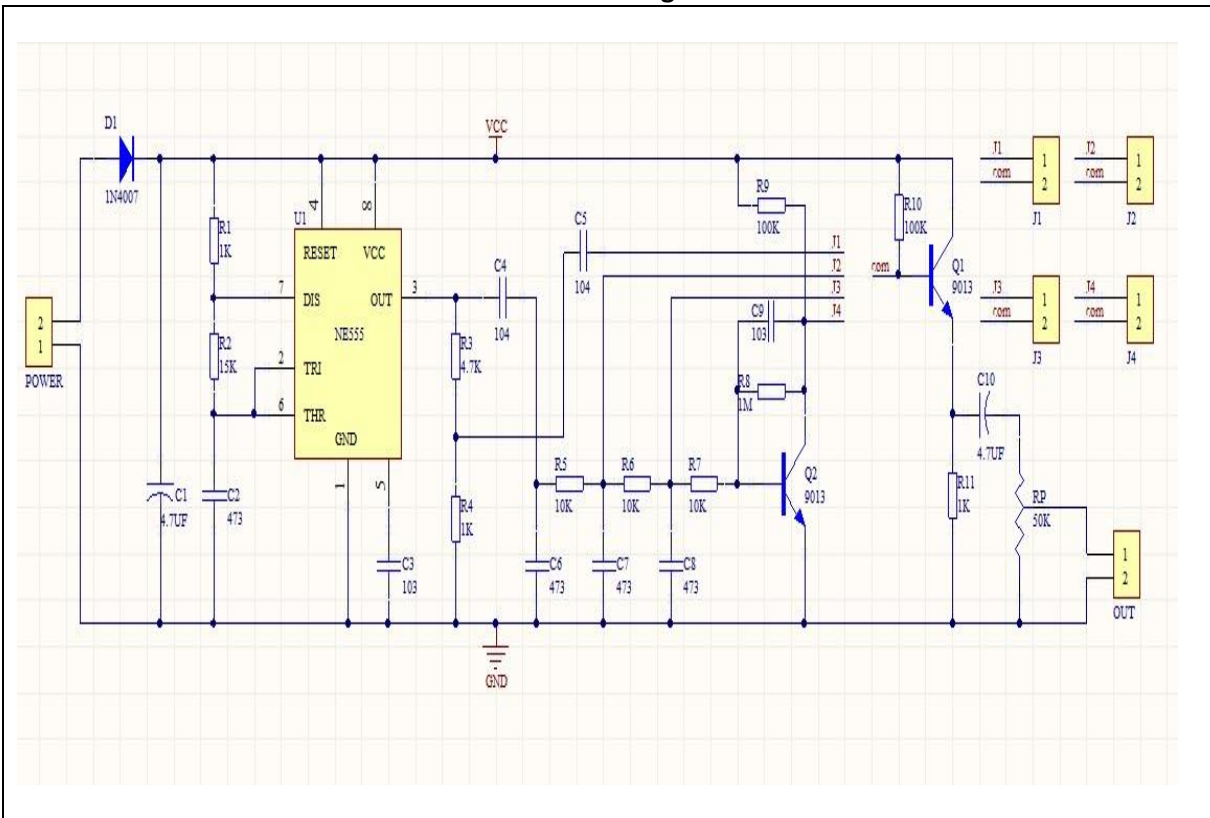 D1
1N4007
VCC
R1
1K
R2
15K
U1
4
8
RESET
VCC
7
DIS
OUT
3
NE555
2
TRI
6
THR
GND
1
5
2
1
POWER
C1
4.7UF
C2
473
C3
103
R3
4.7K
R4
1K
C4
104
C5
104
R5
10K
R6
10K
R7
10K
C6
473
C7
473
C8
473
GND
R9
100K
J1
J2
J3
J4
C9
103
R8
1M
Q2
9013
com
R10
100K
Q1
9013
C10
4.7UF
R11
1K
RP
50K
J1
com
1
2
J1
J2
com
1
2
J2
J3
com
1
2
J3
J4
com
1
2
J4
1
2
OUT